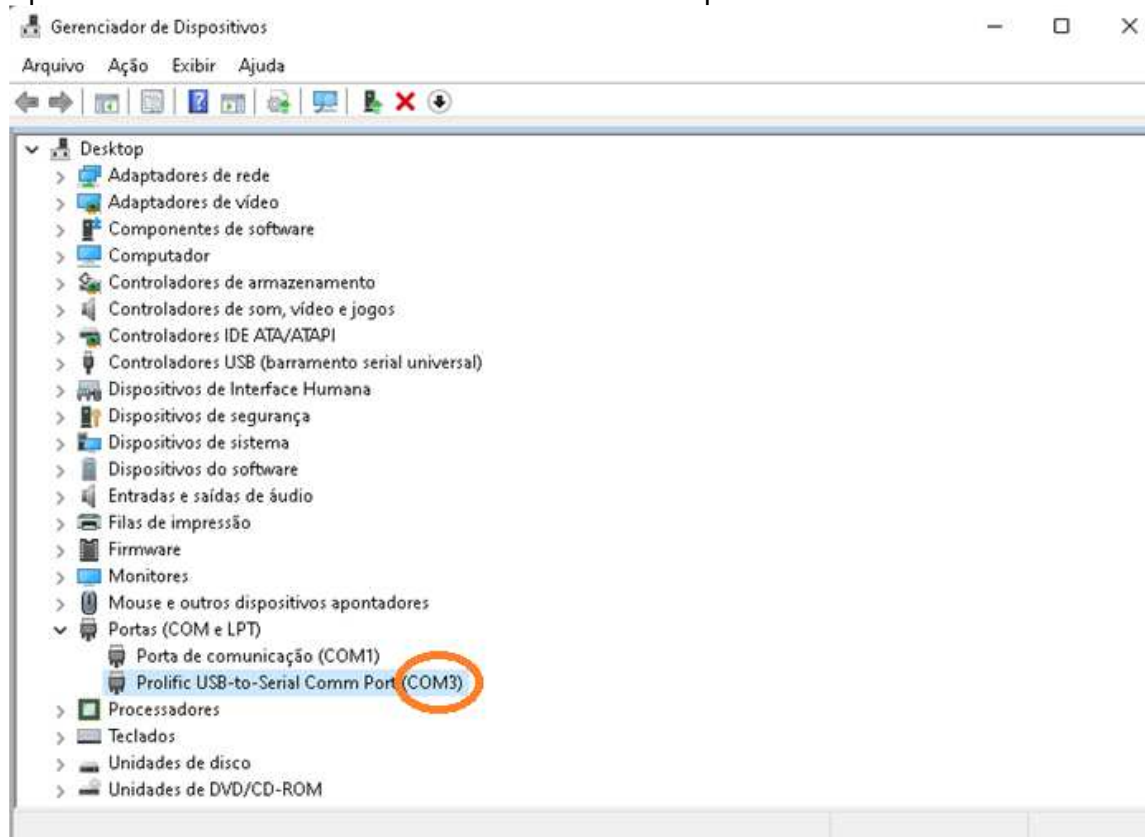 Gerenciador de Dispositivos
Arquivo Ação Exibir Ajuda
Desktop
Adaptadores de rede
Adaptadores de vídeo
Componentes de software
Computador
Controladores de armazenamento
Controladores de som, vídeo e jogos
Controladores IDE ATA/ATAPI
Controladores USB (barramento serial universal)
Dispositivos de Interface Humana
Dispositivos de segurança
Dispositivos de sistema
Dispositivos do software
Entradas e saídas de áudio
Filas de impressão
Firmware
Monitores
Mouse e outros dispositivos apontadores
Portas (COM e LPT)
Porta de comunicação (COM1)
Prolific USB-to-Serial Comm Port (COM3)
Processadores
Teclados
Unidades de disco
Unidades de DVD/CD-ROM